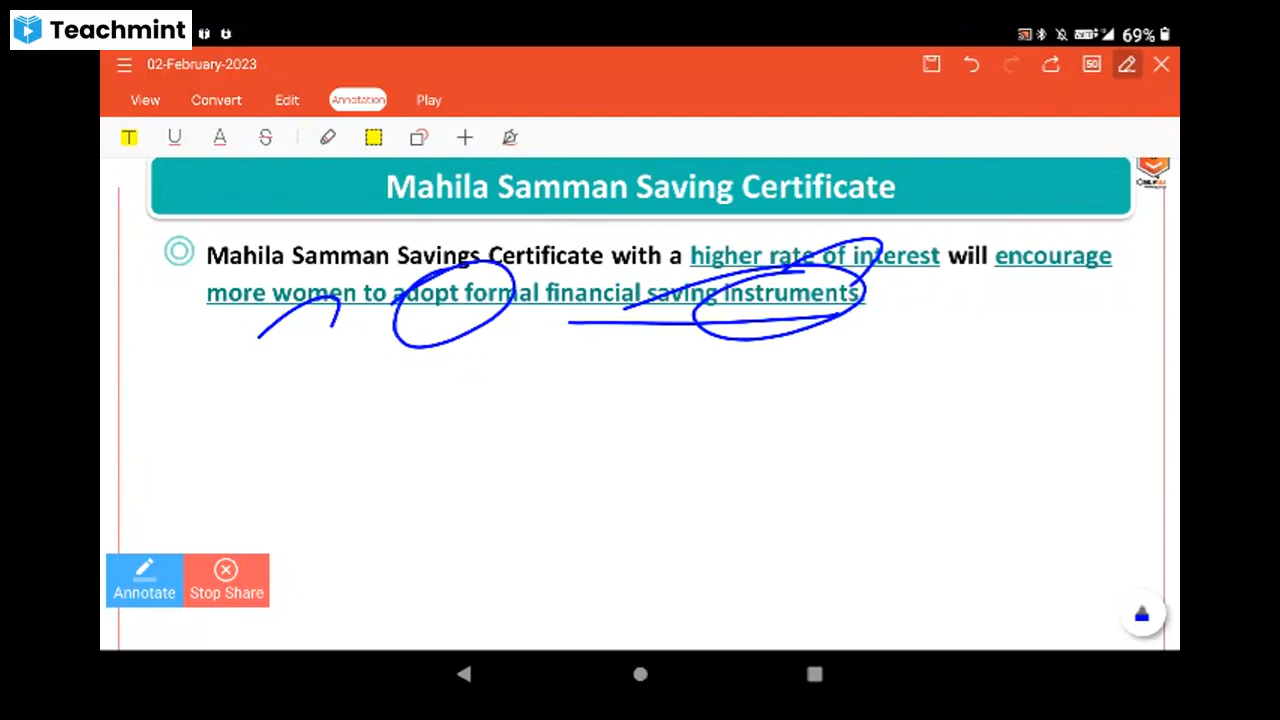 Teachmint
69%
02-February-2023
50
View Convert Edit Annotation Play
T U A S
Mahila Samman Saving Certificate
Mahila Samman Savings Certificate with a higher rate of interest will encourage
more women to adopt formal financial saving instruments.
Annotate Stop Share